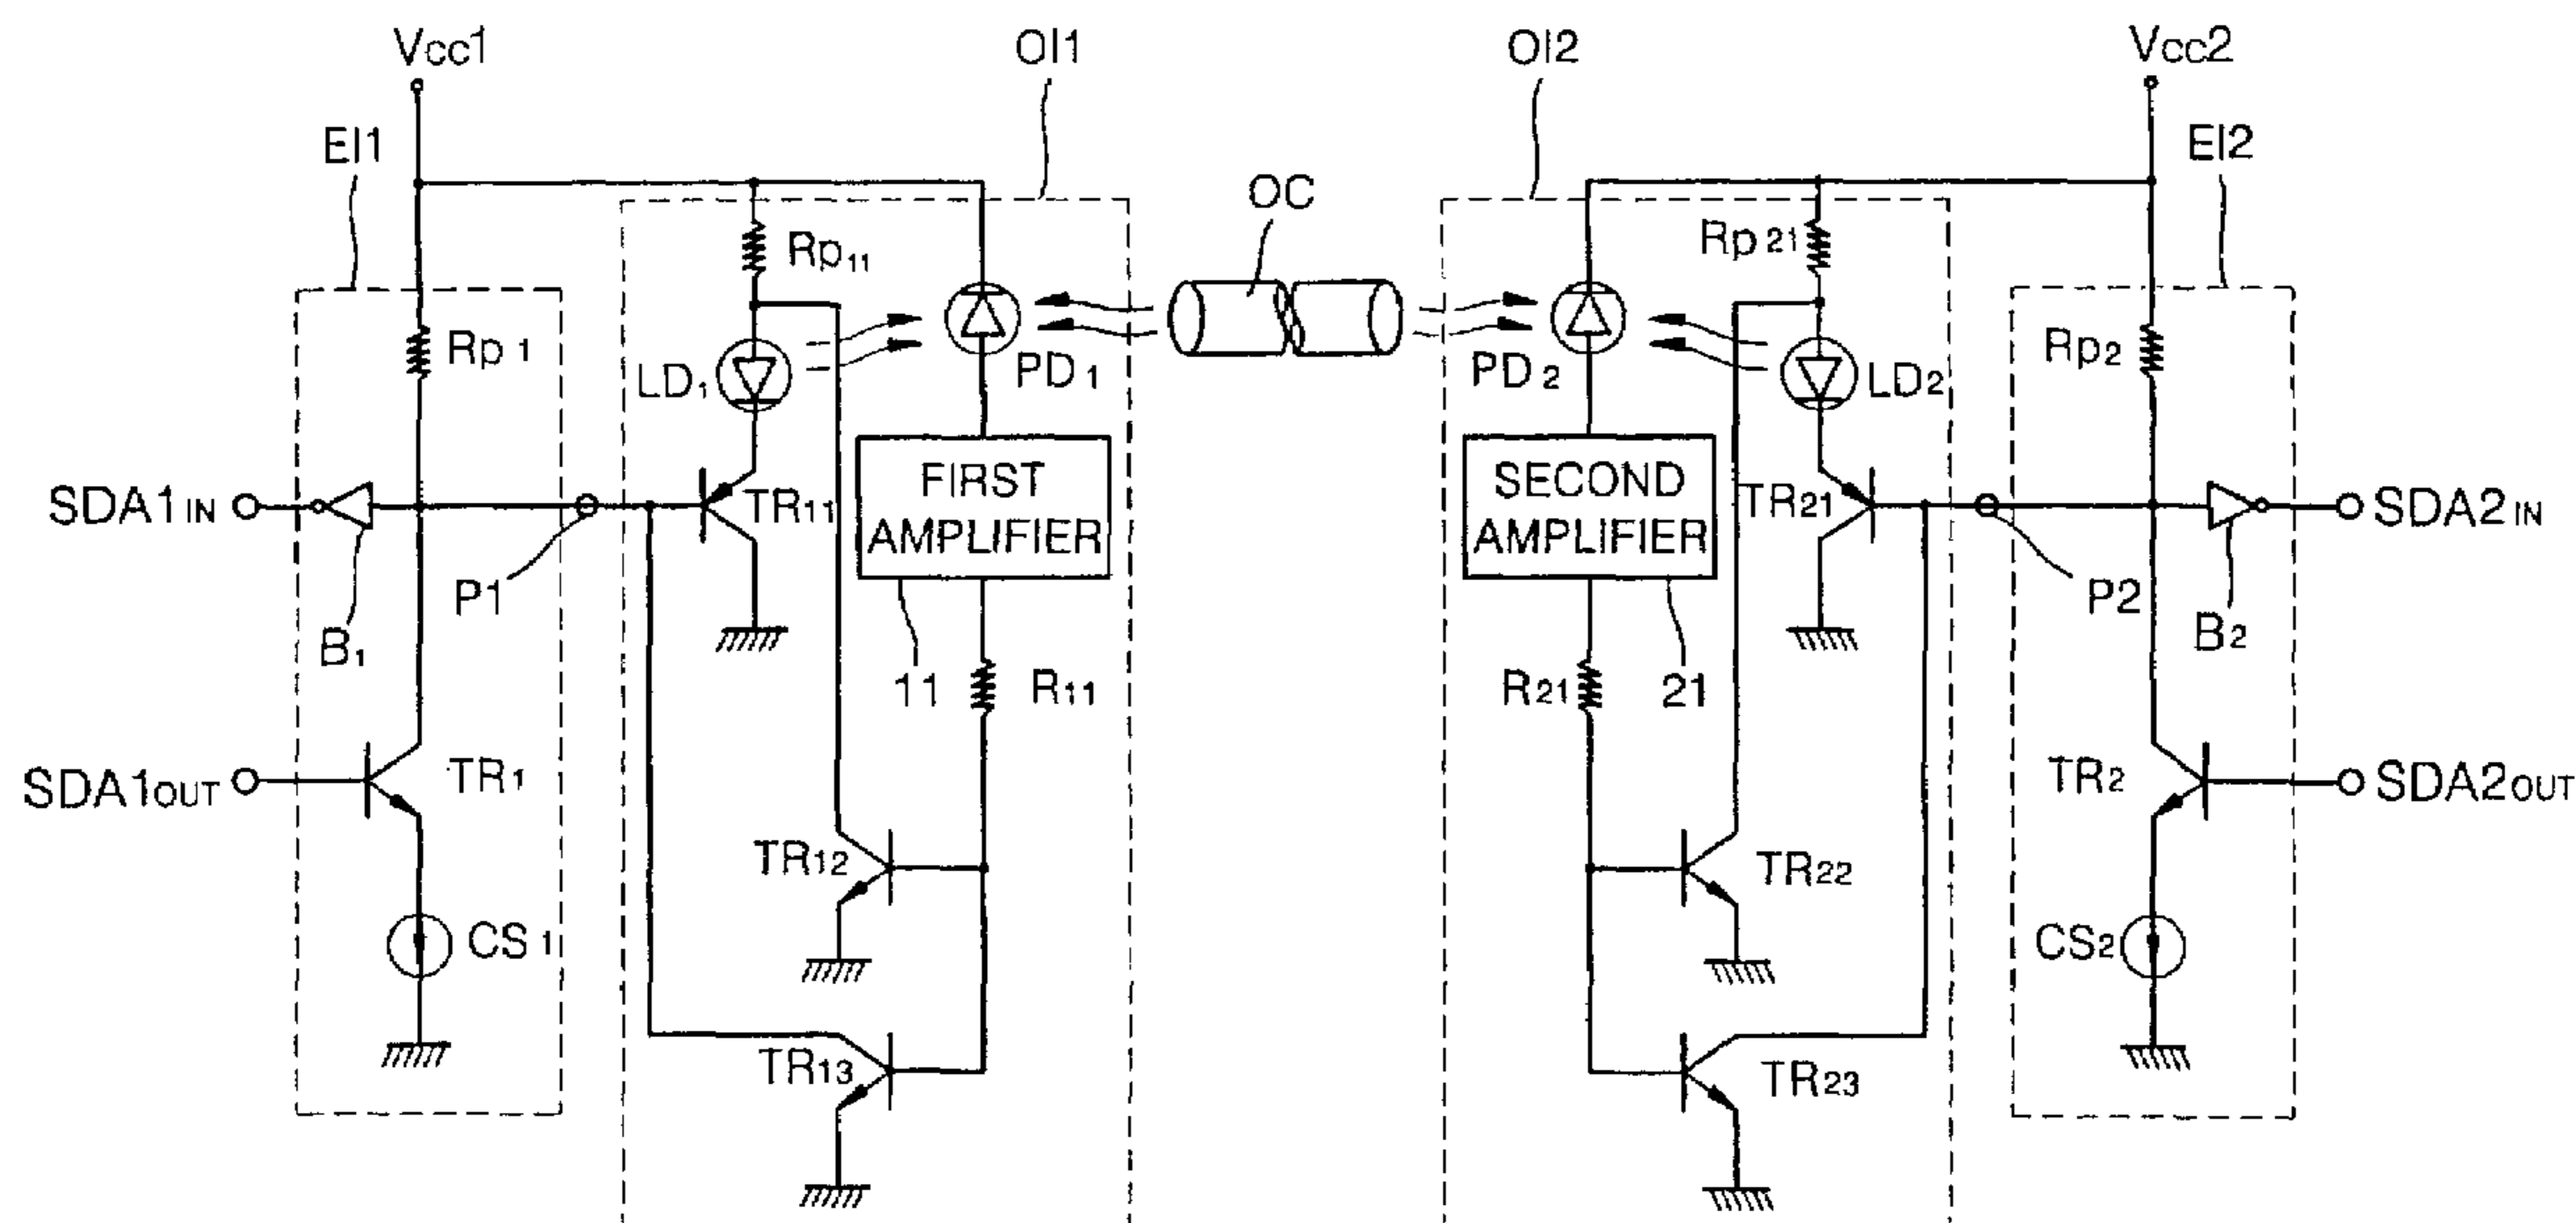 Vcc1
OI1
OI2
Vcc2
EI1
EI2
OC
Rp11
Rp21
Rp1
Rp2
LD1
PD1
PD2
LD2
SDA1IN
TR11
FIRST
AMPLIFIER
SECOND
AMPLIFIER
TR21
SDA2IN
P1
P2
B1
B2
11
R11
R21
21
SDA1OUT
TR1
TR2
SDA2OUT
TR12
TR22
CS1
CS2
TR13
TR23